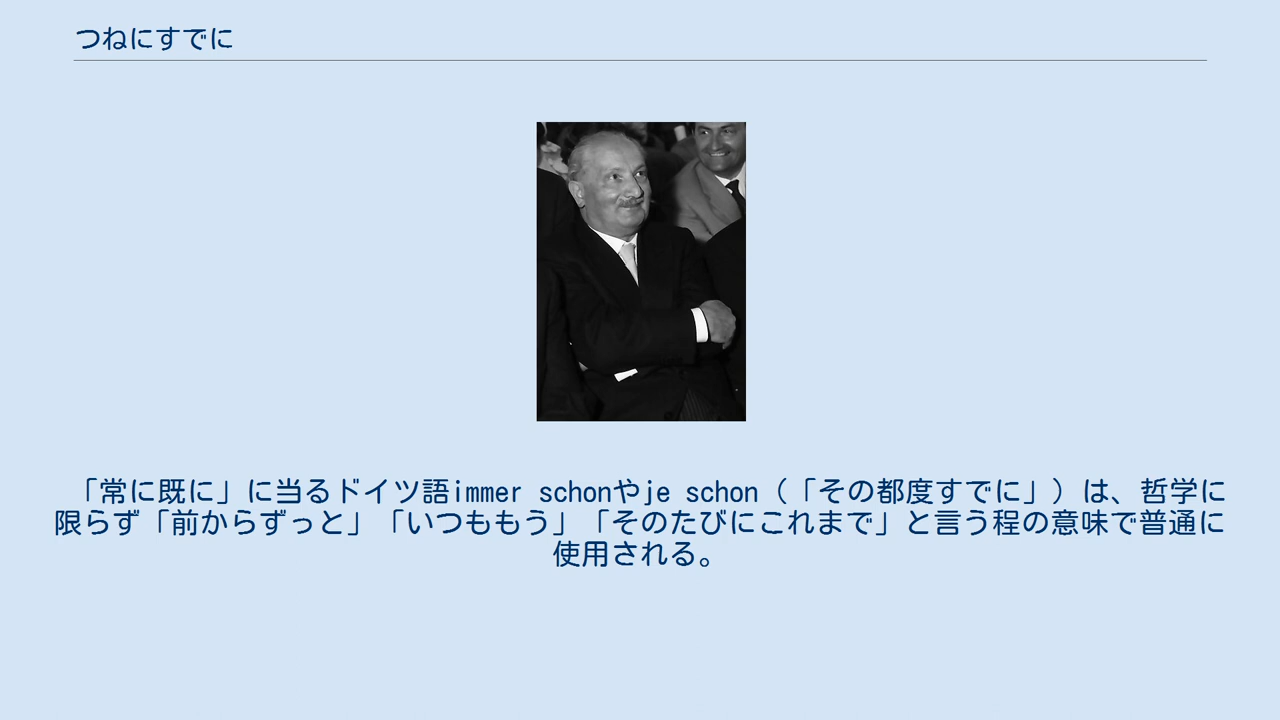 つねにすでに
「常に既に」に当るドイツ語immer schonやje schon（「その都度すでに」）は、哲学に
限らず「前からずっと」「いつももう」「そのたびにこれまで」と言う程の意味で普通に
使用される。